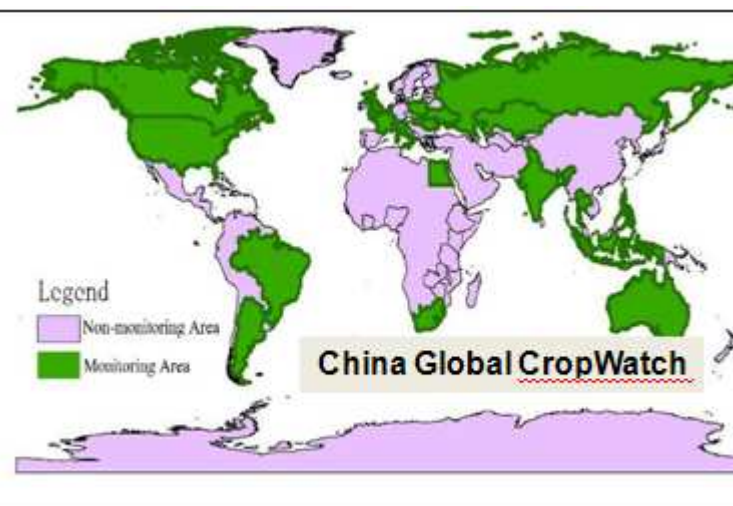 Legend
Non-monitoring Area
Monitoring Area
China Global CropWatch